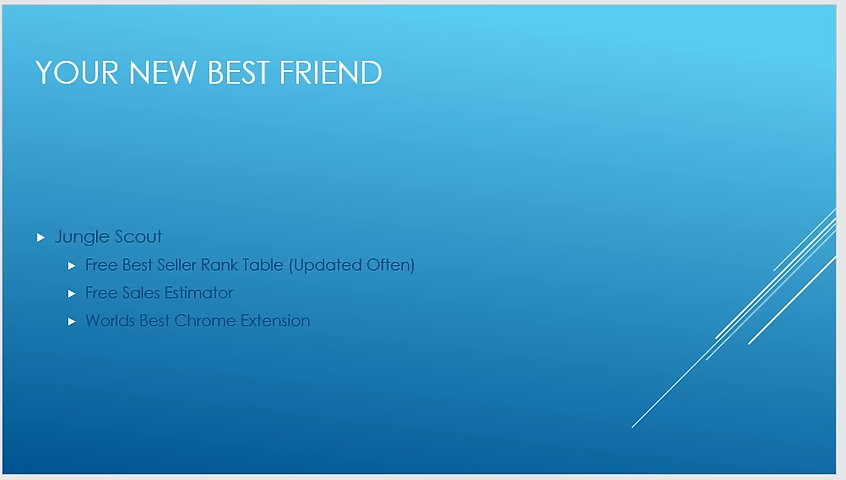 YOUR NEW BEST FRIEND
Jungle Scout
Free Best Seller Rank Table (Updated Often)
Free Sales Estimator
Worlds Best Chrome Extension